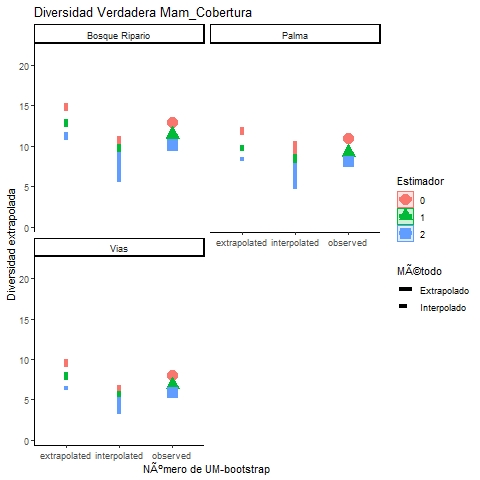 Diversidad Verdadera Mam_Cobertura
Bosque Ripario
Palma
20
15
10
5
0
extrapolated interpolated observed
Vias
20
15
10
5
0
extrapolated interpolated observed
Diversidad extrapolada
NÃºmero de UM-bootstrap
Estimador
0
1
2
MÃ©todo
Extrapolado
Interpolado